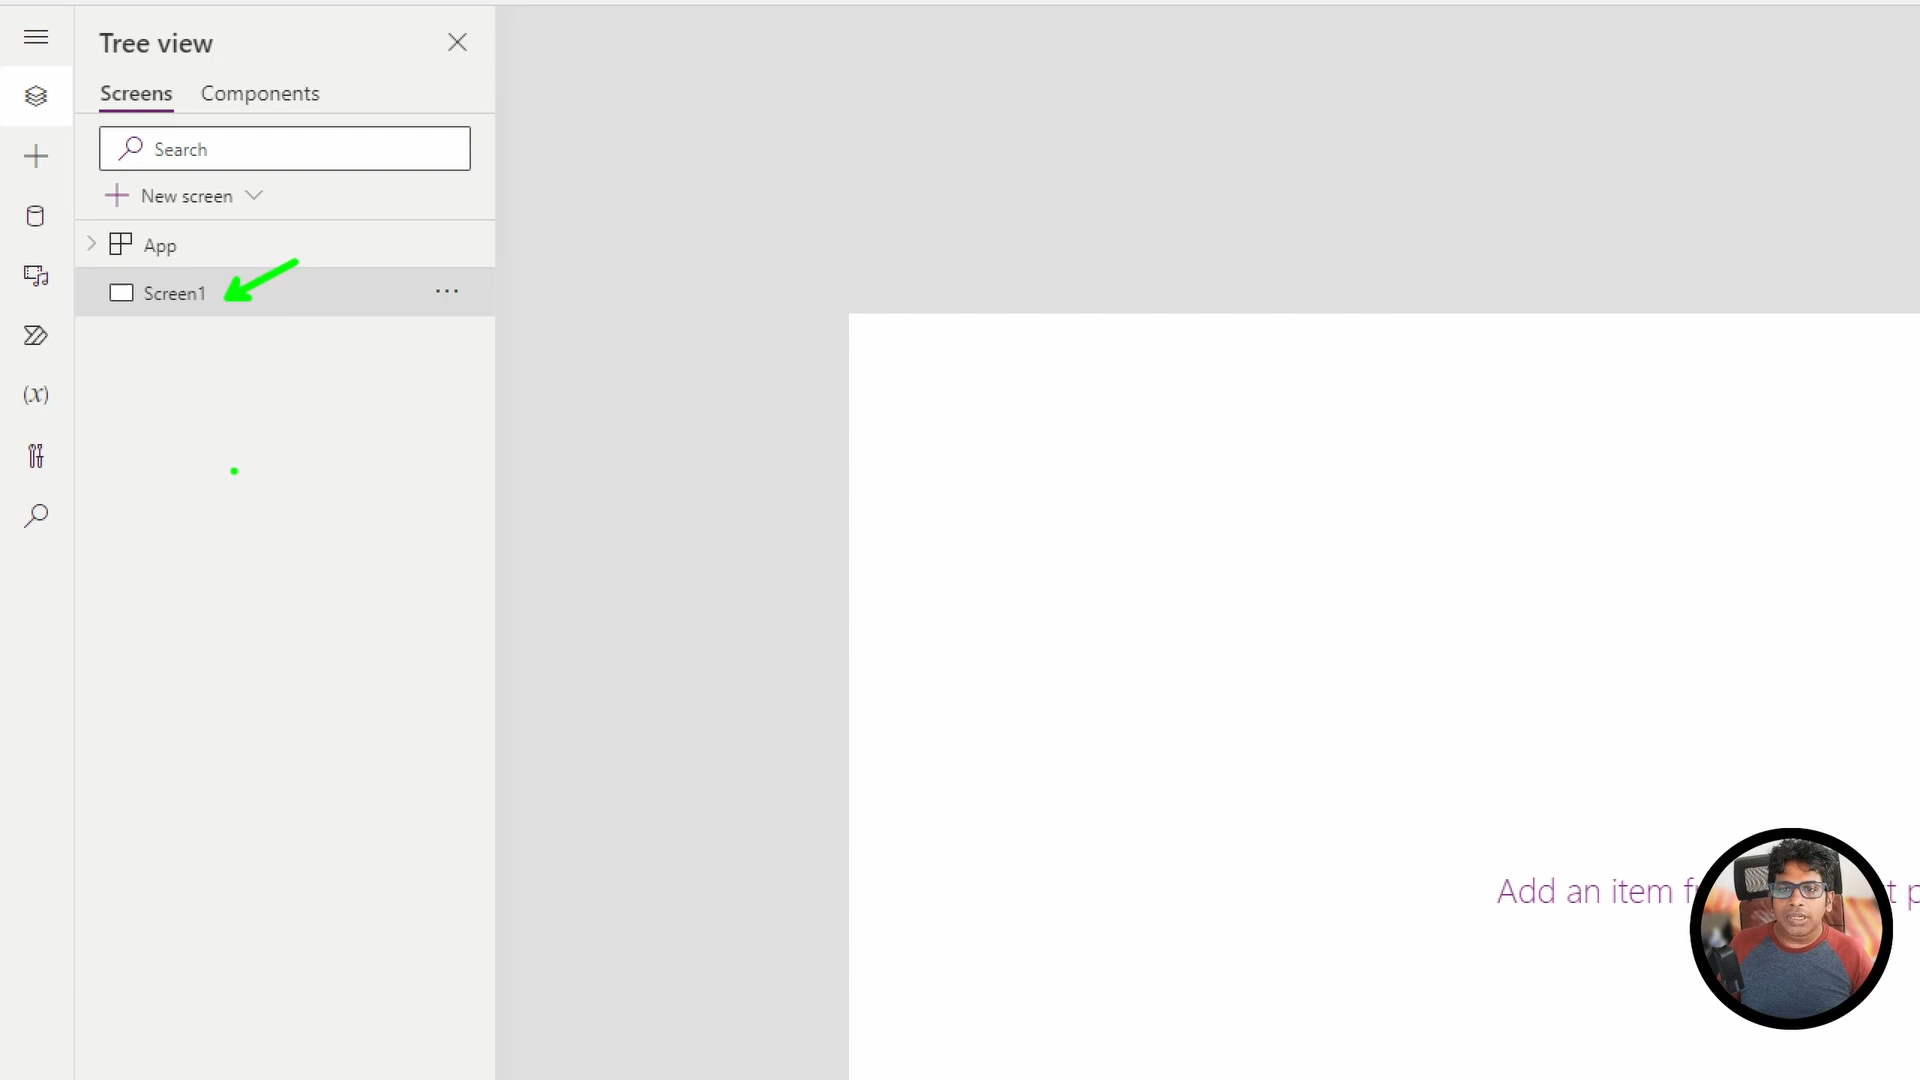 Tree view
Screens Components
Search
New screen
App
Screen1 ...
(x)
Add an item